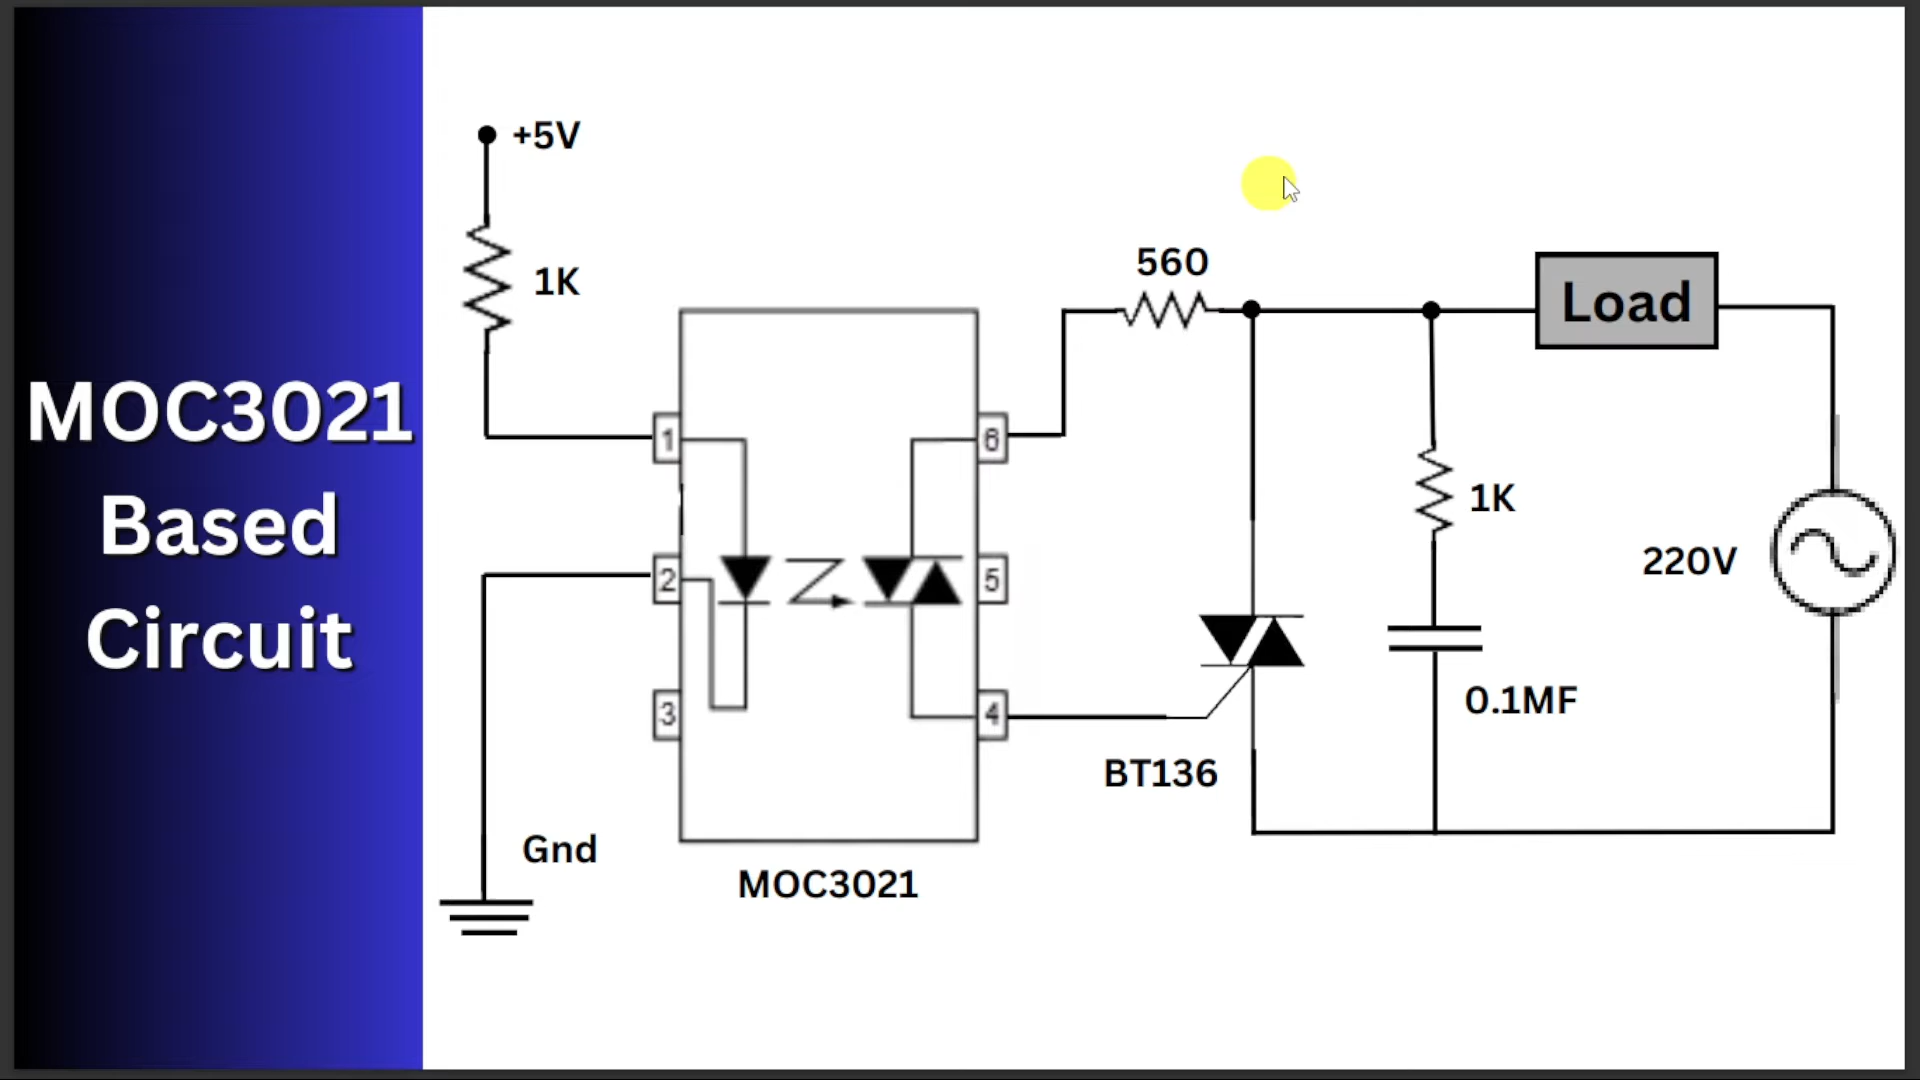 MOC3021
Based
Circuit
+5V
1K
560
Load
1
6
1K
2
5
220V
3
4
0.1MF
BT136
Gnd
MOC3021